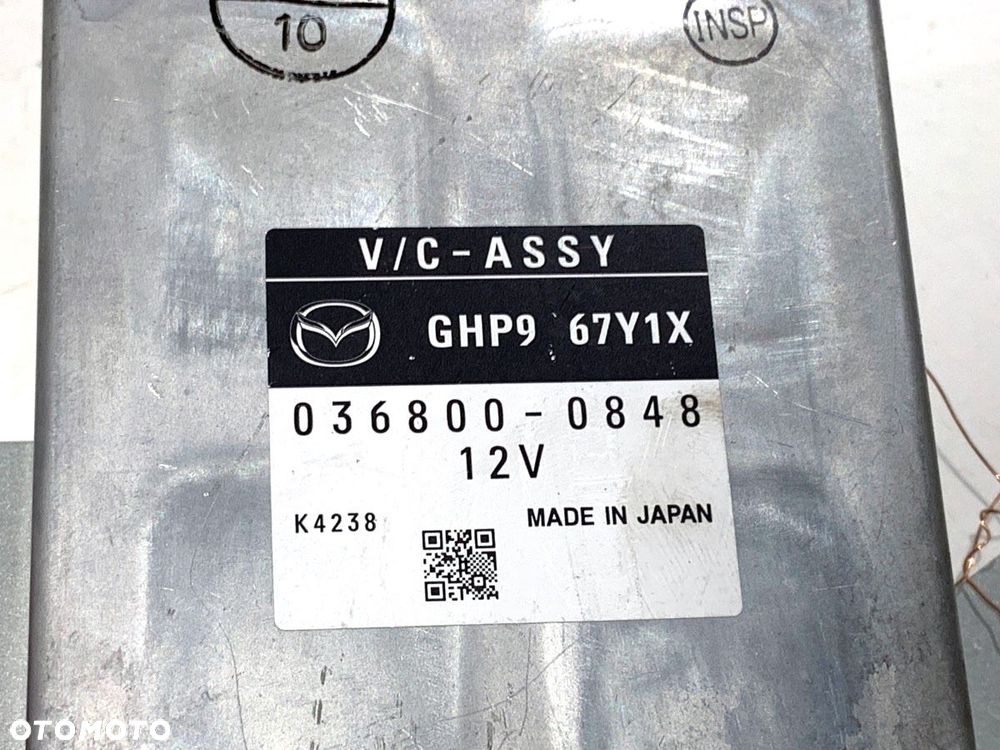 10
INSP
V/C-ASSY
GHP9 67Y1X
036800-0848
12V
K4238
MADE IN JAPAN
OTOMOTO